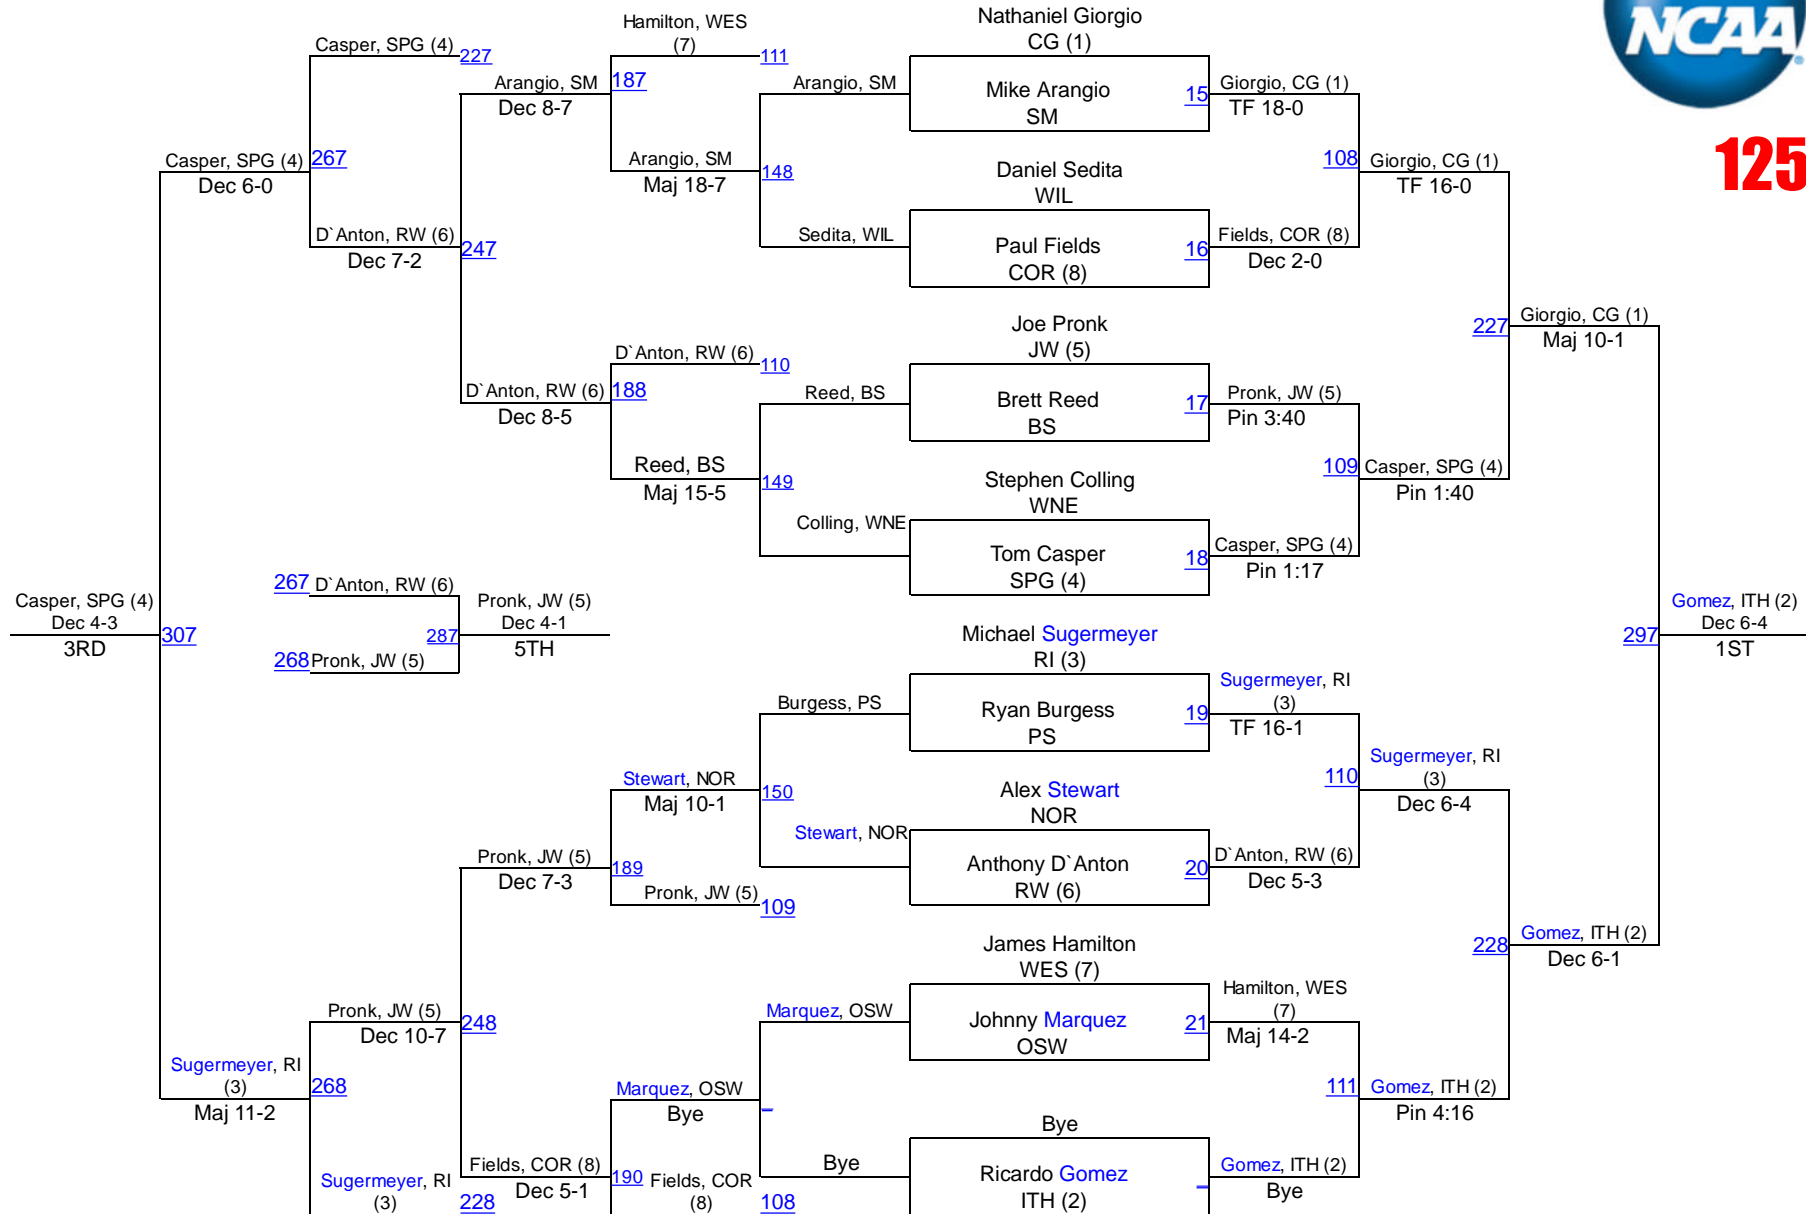 NCAA
125
Nathaniel Giorgio
CG (1)
Mike Arangio
SM
15
Daniel Sedita
WIL
Paul Fields
COR (8)
16
Joe Pronk
JW (5)
Brett Reed
BS
17
Stephen Colling
WNE
Tom Casper
SPG (4)
18
Michael Sugermeyer
RI (3)
Ryan Burgess
PS
19
Alex Stewart
NOR
Anthony D`Anton
RW (6)
20
James Hamilton
WES (7)
Johnny Marquez
OSW
21
Bye
Ricardo Gomez
ITH (2)
Giorgio, CG (1)
TF 18-0
108
Fields, COR (8)
Dec 2-0
Pronk, JW (5)
Pin 3:40
109
Casper, SPG (4)
Pin 1:17
Sugermeyer, RI
(3)
TF 16-1
110
D`Anton, RW (6)
Dec 5-3
Hamilton, WES
(7)
Maj 14-2
111
Gomez, ITH (2)
Bye
Giorgio, CG (1)
TF 16-0
227
Casper, SPG (4)
Pin 1:40
Sugermeyer, RI
(3)
Dec 6-4
228
Gomez, ITH (2)
Pin 4:16
Giorgio, CG (1)
Maj 10-1
297
Gomez, ITH (2)
Dec 6-1
Gomez, ITH (2)
Dec 6-4
1ST
Arangio, SM
148
Sedita, WIL
Reed, BS
149
Colling, WNE
Burgess, PS
150
Stewart, NOR
Marquez, OSW
Bye
Hamilton, WES
(7)
111
187
Arangio, SM
Maj 18-7
D`Anton, RW (6)
110
188
Reed, BS
Maj 15-5
Stewart, NOR
Maj 10-1
189
Pronk, JW (5)
109
Marquez, OSW
Bye
190
Fields, COR
(8)
108
Arangio, SM
Dec 8-7
247
D`Anton, RW (6)
Dec 8-5
Pronk, JW (5)
Dec 7-3
248
Fields, COR (8)
Dec 5-1
Casper, SPG (4)
227
267
D`Anton, RW (6)
Dec 7-2
Pronk, JW (5)
Dec 10-7
268
Sugermeyer, RI
(3)
228
Casper, SPG (4)
Dec 6-0
307
Sugermeyer, RI
(3)
Maj 11-2
Casper, SPG (4)
Dec 4-3
3RD
267 D`Anton, RW (6)
287
268 Pronk, JW (5)
Pronk, JW (5)
Dec 4-1
5TH